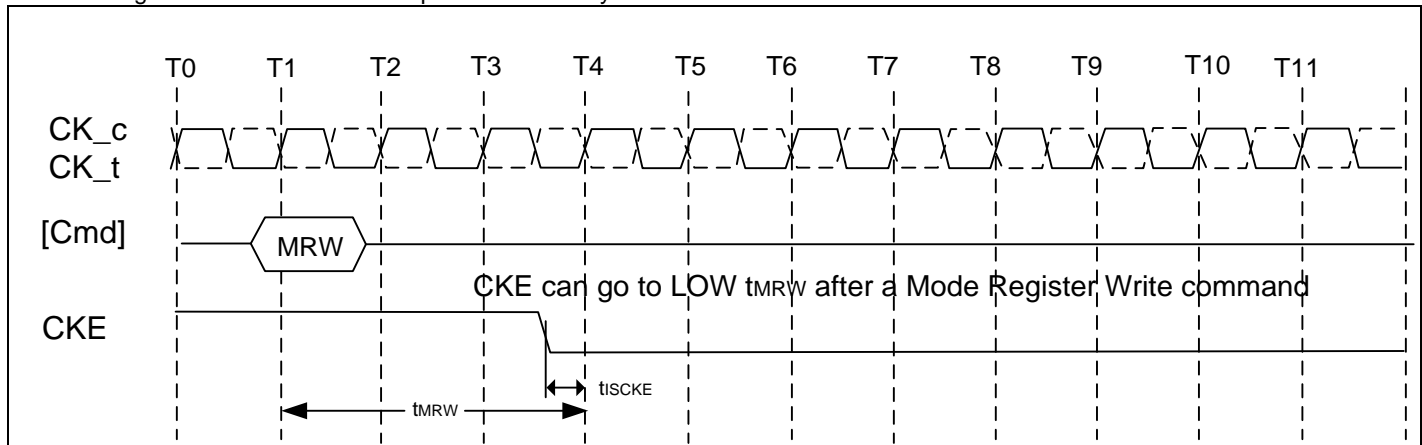 T0 T1 T2 T3 T4 T5 T6 T7 T8 T9 T10 T11
CK_c
CK_t
[Cmd]
MRW
CKE can go to LOW tMRW after a Mode Register Write command
CKE
tISCKE
tMRW